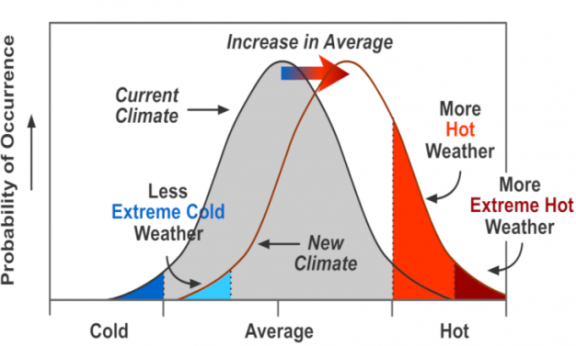 Increase in Average
Current
Climate
More
Hot
Weather
Less
Extreme Cold
Weather
More
Extreme Hot
Weather
New
Climate
Probability of Occurrence
Cold
Average
Hot